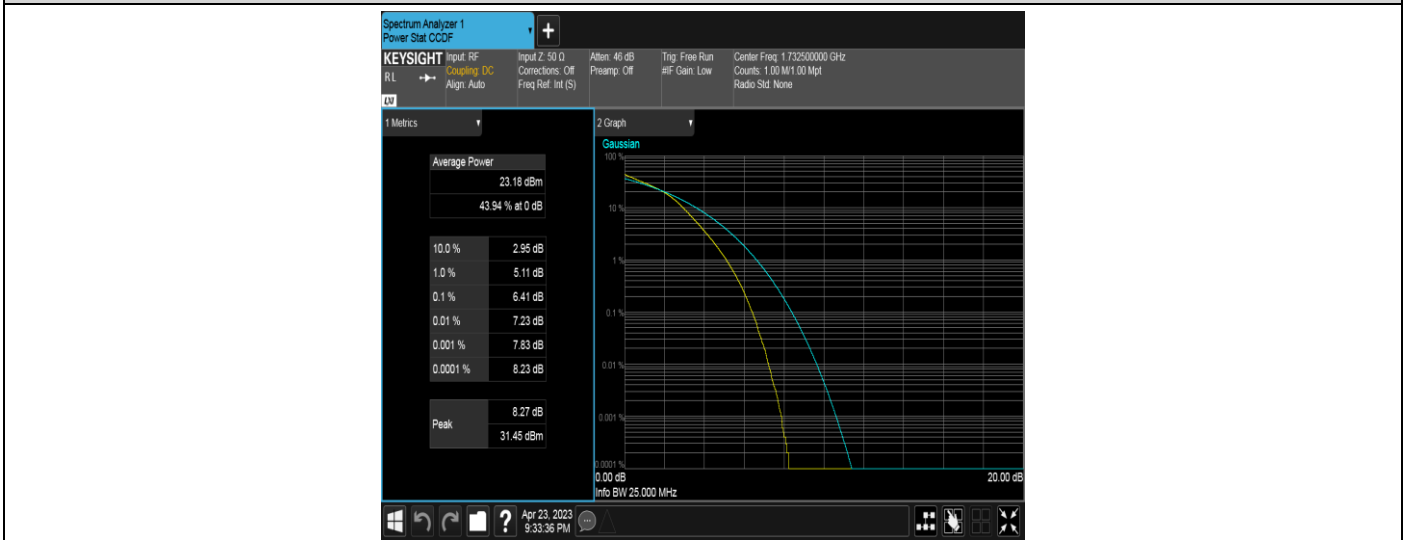 Spectrum Analyzer 1
Power Stat CCDF
+
KEYSIGHT
RL
LXI
Input: RF
Coupling: DC
Align: Auto
Input Z: 50 Ω
Corrections: Off
Freq Ref: Int (S)
Atten: 46 dB
Preamp: Off
Trig: Free Run
#IF Gain: Low
Center Freq: 1.732500000 GHz
Counts: 1.00 M/1.00 Mpt
Radio Std: None
1 Metrics
Average Power
23.18 dBm
43.94 % at 0 dB
10.0 % 2.95 dB
1.0 % 5.11 dB
0.1 % 6.41 dB
0.01 % 7.23 dB
0.001 % 7.83 dB
0.0001 % 8.23 dB
Peak
8.27 dB
31.45 dBm
2 Graph
Gaussian
100 %
10 %
1 %
0.1 %
0.01 %
0.001 %
0.0001 %
0.00 dB 20.00 dB
Info BW 25.000 MHz
? Apr 23, 2023
9:33:36 PM